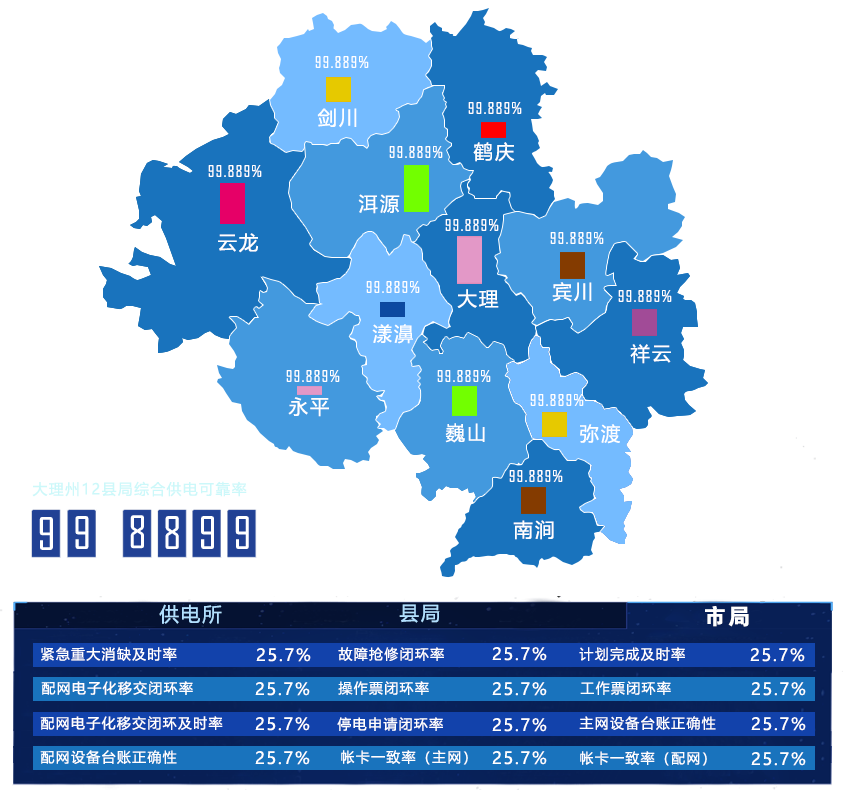 99.889%
剑川
99.889%
鹤庆
99.889%
洱源
99.889%
云龙
99.889%
大理
99.889%
宾川
99.889%
漾濞
99.889%
祥云
99.889%
永平
99.889%
巍山
99.889%
弥渡
99.889%
南涧
大理州12县局综合供电可靠率
99 8899
供电所 县局 市局
紧急重大消缺及时率 25.7% 故障抢修闭环率 25.7% 计划完成及时率 25.7%
配网电子化移交闭环率 25.7% 操作票闭环率 25.7% 工作票闭环率 25.7%
配网电子化移交闭环及时率 25.7% 停电申请闭环率 25.7% 主网设备台账正确性 25.7%
配网设备台账正确性 25.7% 帐卡一致率（主网） 25.7% 帐卡一致率（配网） 25.7%